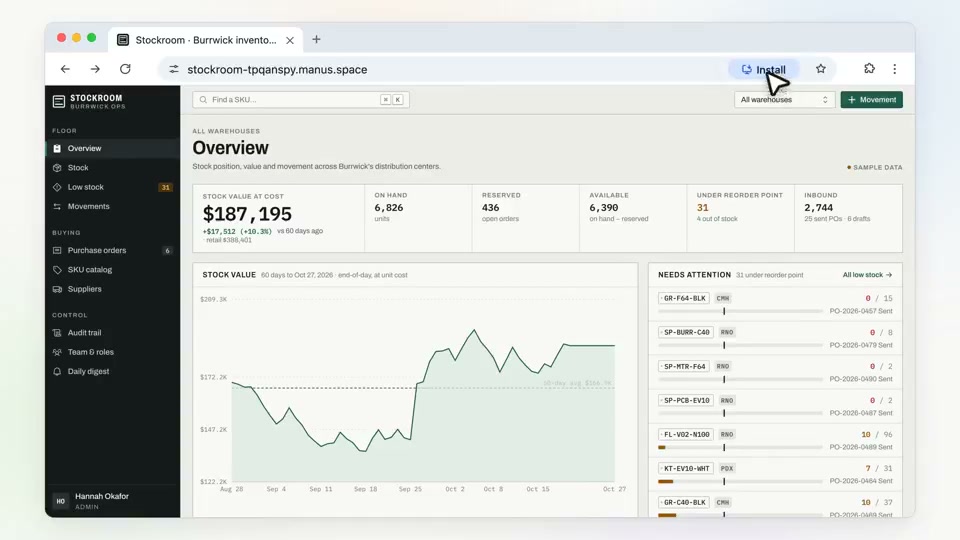 Stockroom · Burrwick invento...
stockroom-tpqanspy.manus.space
Install
STOCKROOM
BURRWICK OPS
Find a SKU...
K
All warehouses
Movement
FLOOR
Overview
Stock
Low stock
31
Movements
BUYING
Purchase orders
6
SKU catalog
Suppliers
CONTROL
Audit trail
Team & roles
Daily digest
HO
Hannah Okafor
ADMIN
ALL WAREHOUSES
Overview
Stock position, value and movement across Burrwick's distribution centers.
SAMPLE DATA
STOCK VALUE AT COST
$187,195
+$17,512 (+10.3%) vs 60 days ago
· retail $388,401
ON HAND
6,826
units
RESERVED
436
open orders
AVAILABLE
6,390
on hand − reserved
UNDER REORDER POINT
31
4 out of stock
INBOUND
2,744
25 sent POs · 6 drafts
STOCK VALUE 60 days to Oct 27, 2026 · end-of-day, at unit cost
$209.3K
$172.2K
$147.2K
$122.2K
Aug 28 Sep 4 Sep 11 Sep 18 Sep 25 Oct 2 Oct 8 Oct 15 Oct 27
NEEDS ATTENTION 31 under reorder point All low stock →
GR-F64-BLK CMH 0 / 15
PO-2026-0457 Sent
SP-BURR-C40 RNO 0 / 8
PO-2026-0479 Sent
SP-MTR-F64 RNO 0 / 2
PO-2026-0490 Sent
SP-PCB-EV10 RNO 0 / 2
PO-2026-0487 Sent
FL-V02-N100 RNO 10 / 96
PO-2026-0489 Sent
KT-EV10-WHT PDX 7 / 31
PO-2026-0484 Sent
GR-C40-BLK CMH 10 / 37
PO-2026-0469 Sent